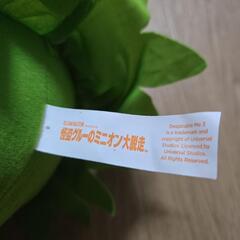 怪盗グルーのミニオン大脱走
Despicable Me 3
is a trademark and
copyright of Universal
Studios. Licensed by
Universal Studios.
All Rights Reserved.